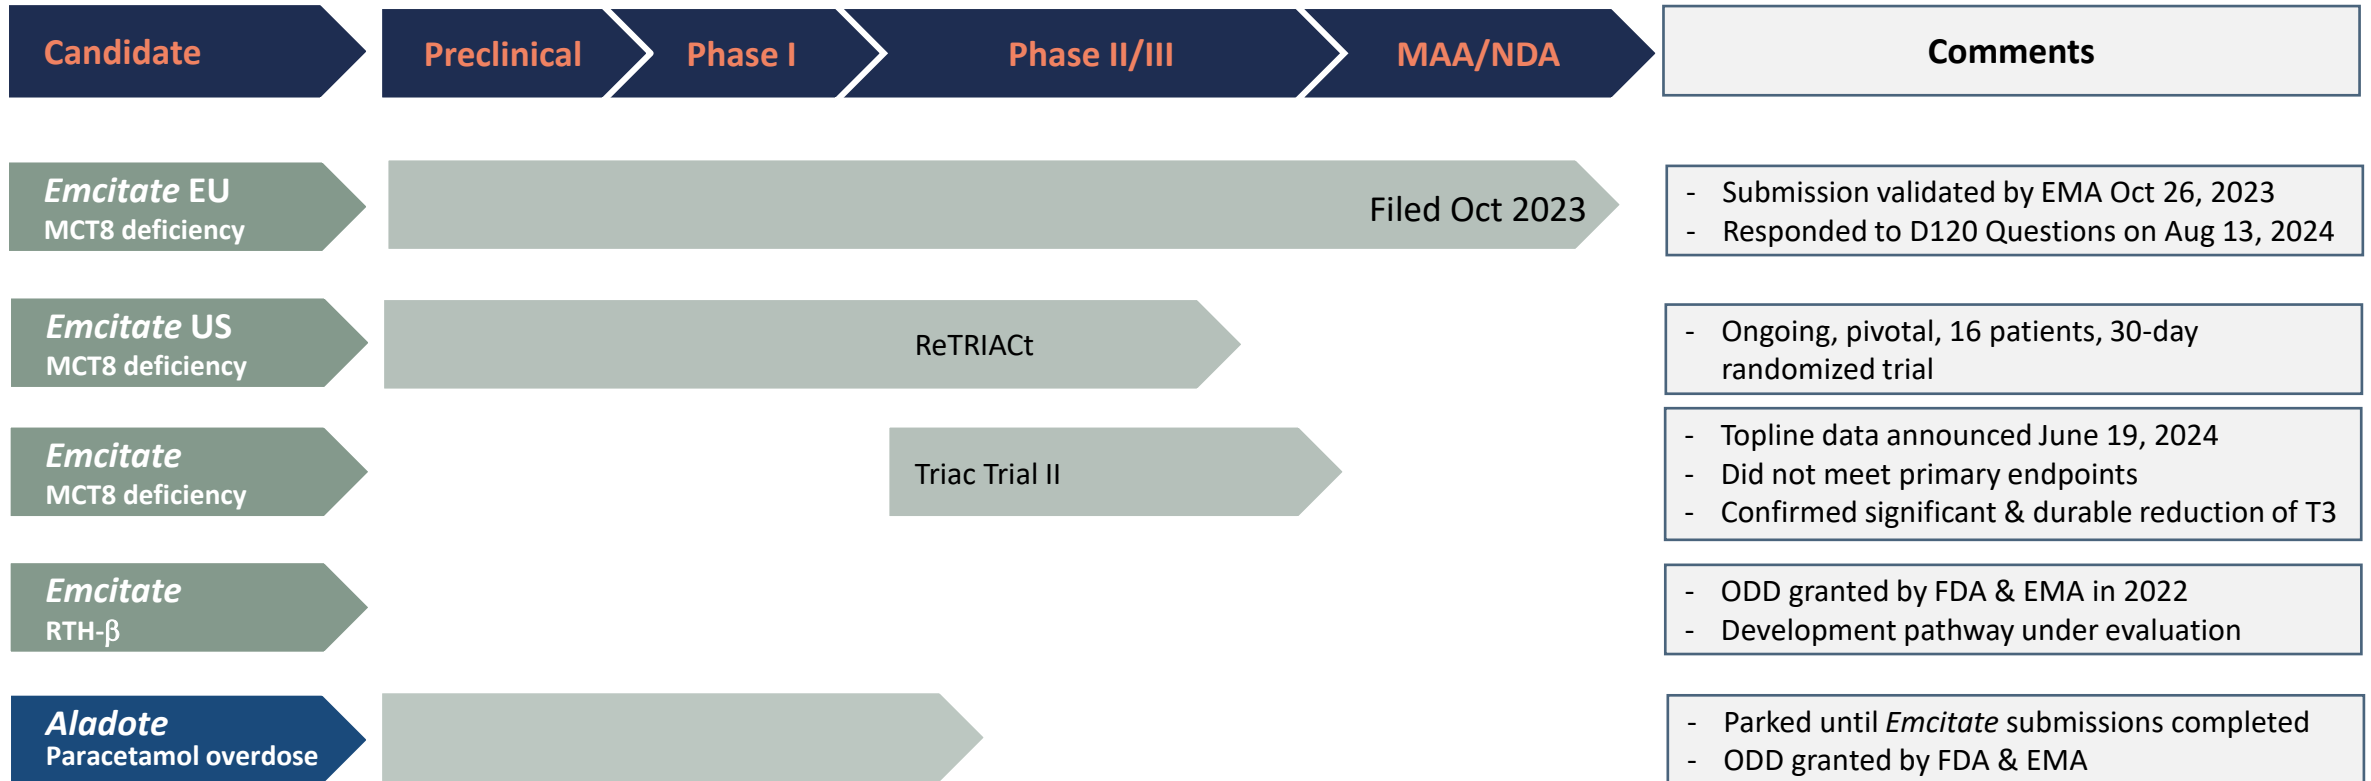 Candidate
Preclinical
Phase I
Phase II/III
MAA/NDA
Comments
Emcitate EU
MCT8 deficiency
Filed Oct 2023
- Submission validated by EMA Oct 26, 2023
- Responded to D120 Questions on Aug 13, 2024
Emcitate US
MCT8 deficiency
ReTRIACt
- Ongoing, pivotal, 16 patients, 30-day
randomized trial
Emcitate
MCT8 deficiency
Triac Trial II
- Topline data announced June 19, 2024
- Did not meet primary endpoints
- Confirmed significant & durable reduction of T3
Emcitate
RTH-β
- ODD granted by FDA & EMA in 2022
- Development pathway under evaluation
Aladote
Paracetamol overdose
- Parked until Emcitate submissions completed
- ODD granted by FDA & EMA